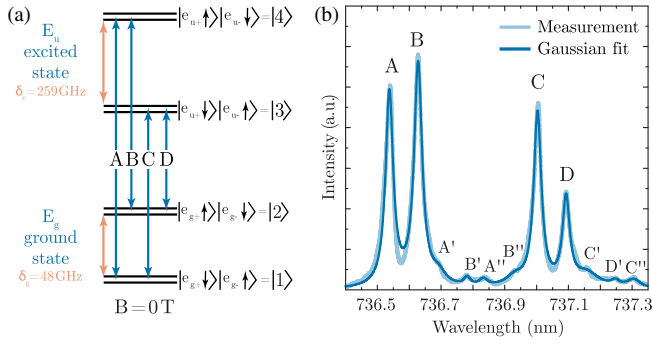 (a)
E_u
excited
state
δ_e=259GHz
|e_u+↑⟩|e_u-↓⟩=|4⟩
|e_u+↓⟩|e_u-↑⟩=|3⟩
A B C D
|e_g+↑⟩|e_g-↓⟩=|2⟩
E_g
ground
state
δ_g=48GHz
|e_g+↓⟩|e_g-↑⟩=|1⟩
B=0T
(b)
Measurement
Gaussian fit
A
B
C
D
A'
B'
A''
B''
C'
D'
C''
Intensity (a.u.)
736.5 736.7 736.9 737.1 737.3
Wavelength (nm)